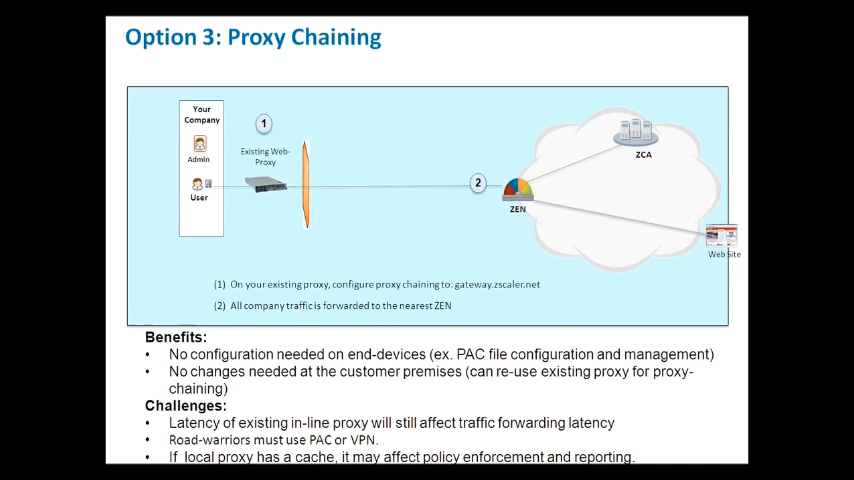 Option 3: Proxy Chaining
Your
Company
Admin
User
1
Existing Web-
Proxy
2
ZEN
ZCA
Web Site
(1) On your existing proxy, configure proxy chaining to: gateway.zscaler.net
(2) All company traffic is forwarded to the nearest ZEN
Benefits:
• No configuration needed on end-devices (ex. PAC file configuration and management)
• No changes needed at the customer premises (can re-use existing proxy for proxy-
chaining)
Challenges:
• Latency of existing in-line proxy will still affect traffic forwarding latency
• Road-warriors must use PAC or VPN.
• If local proxy has a cache, it may affect policy enforcement and reporting.